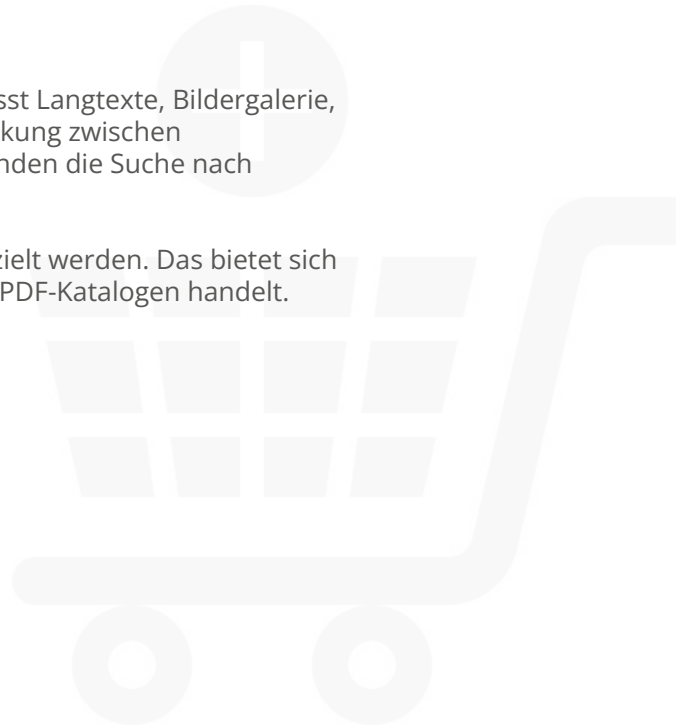 sst Langtexte, Bildergalerie,
kung zwischen
nden die Suche nach
zielt werden. Das bietet sich
PDF-Katalogen handelt.